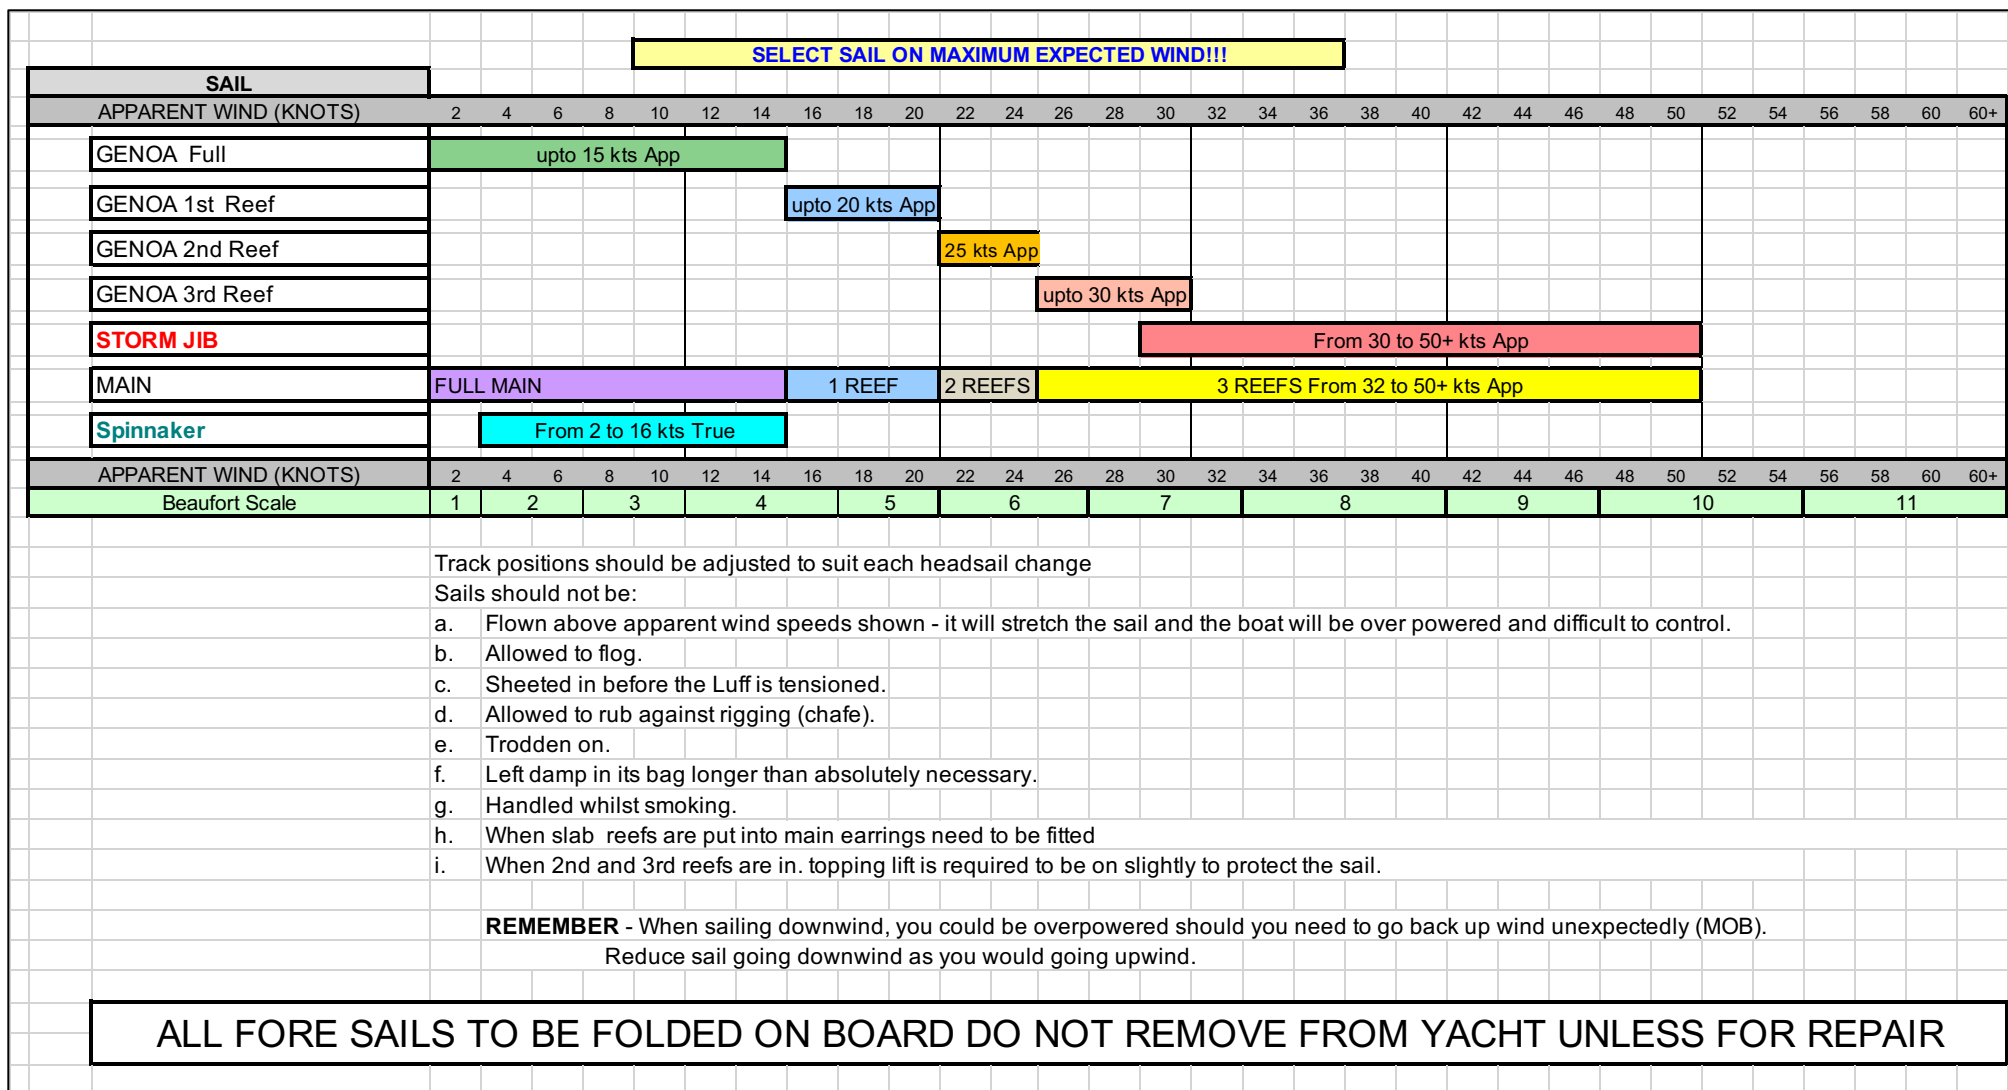 SELECT SAIL ON MAXIMUM EXPECTED WIND!!!
SAIL
APPARENT WIND (KNOTS) 2 4 6 8 10 12 14 16 18 20 22 24 26 28 30 32 34 36 38 40 42 44 46 48 50 52 54 56 58 60 60+
GENOA Full upto 15 kts App
GENOA 1st Reef upto 20 kts App
GENOA 2nd Reef 25 kts App
GENOA 3rd Reef upto 30 kts App
STORM JIB From 30 to 50+ kts App
MAIN FULL MAIN 1 REEF 2 REEFS 3 REEFS From 32 to 50+ kts App
Spinnaker From 2 to 16 kts True
APPARENT WIND (KNOTS) 2 4 6 8 10 12 14 16 18 20 22 24 26 28 30 32 34 36 38 40 42 44 46 48 50 52 54 56 58 60 60+
Beaufort Scale 1 2 3 4 5 6 7 8 9 10 11
Track positions should be adjusted to suit each headsail change
Sails should not be:
a. Flown above apparent wind speeds shown - it will stretch the sail and the boat will be over powered and difficult to control.
b. Allowed to flog.
c. Sheeted in before the Luff is tensioned.
d. Allowed to rub against rigging (chafe).
e. Trodden on.
f. Left damp in its bag longer than absolutely necessary.
g. Handled whilst smoking.
h. When slab reefs are put into main earrings need to be fitted
i. When 2nd and 3rd reefs are in. topping lift is required to be on slightly to protect the sail.
REMEMBER - When sailing downwind, you could be overpowered should you need to go back up wind unexpectedly (MOB).
Reduce sail going downwind as you would going upwind.
ALL FORE SAILS TO BE FOLDED ON BOARD DO NOT REMOVE FROM YACHT UNLESS FOR REPAIR